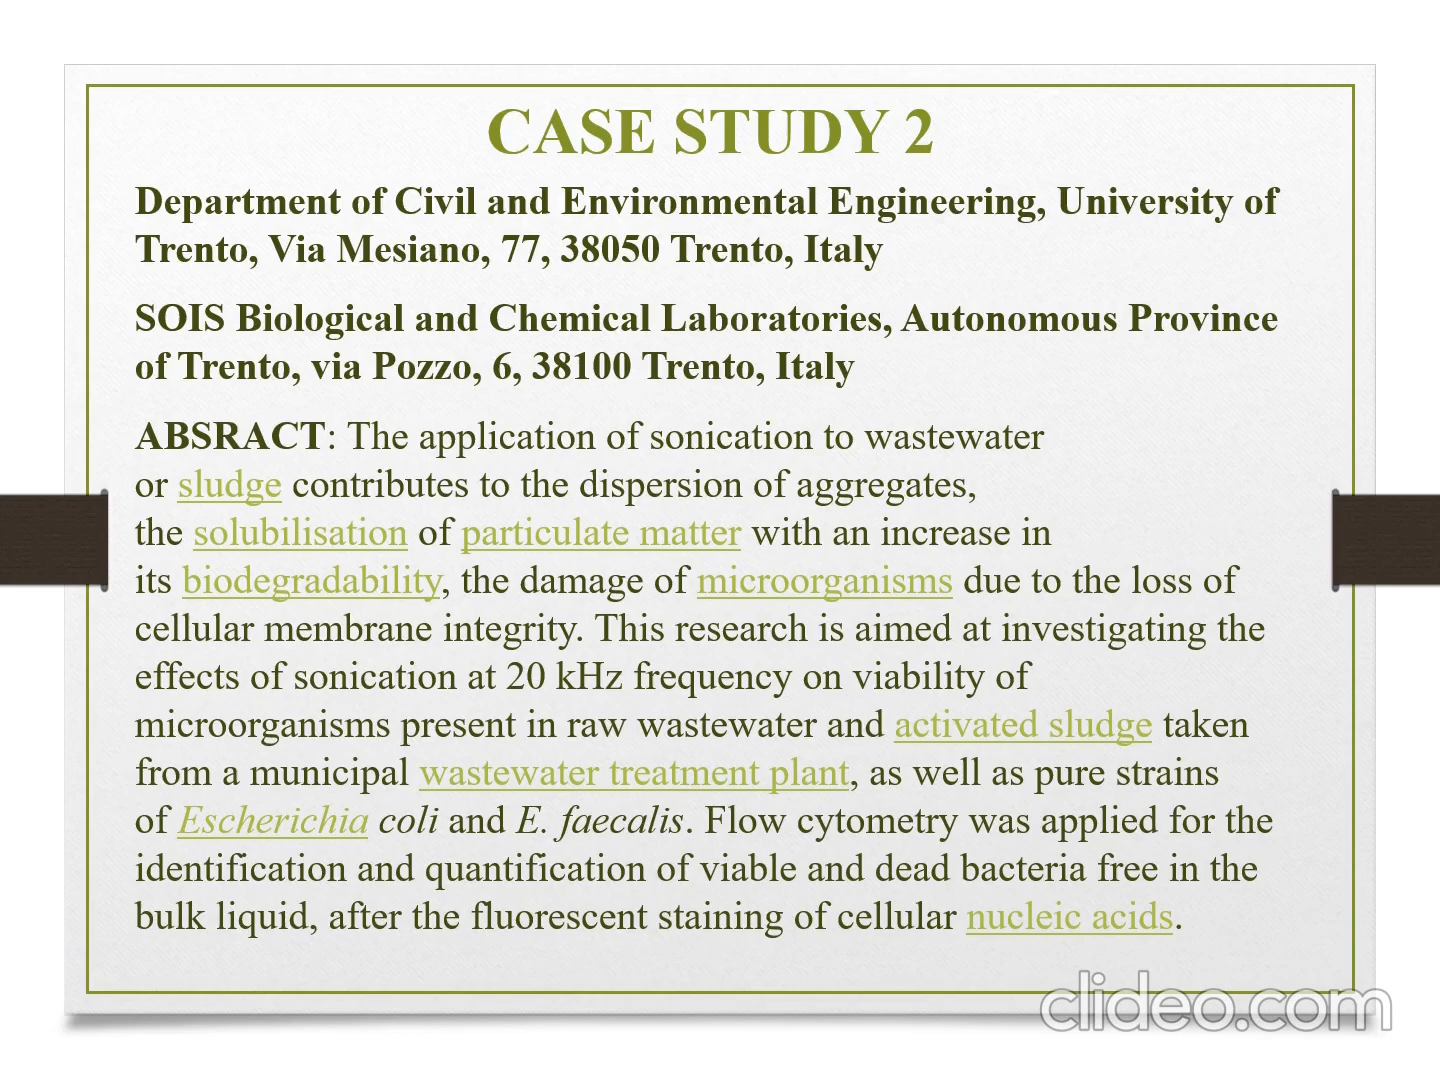 CASE STUDY 2
Department of Civil and Environmental Engineering, University of
Trento, Via Mesiano, 77, 38050 Trento, Italy
SOIS Biological and Chemical Laboratories, Autonomous Province
of Trento, via Pozzo, 6, 38100 Trento, Italy
ABSRACT: The application of sonication to wastewater
or sludge contributes to the dispersion of aggregates,
the solubilisation of particulate matter with an increase in
its biodegradability, the damage of microorganisms due to the loss of
cellular membrane integrity. This research is aimed at investigating the
effects of sonication at 20 kHz frequency on viability of
microorganisms present in raw wastewater and activated sludge taken
from a municipal wastewater treatment plant, as well as pure strains
of Escherichia coli and E. faecalis. Flow cytometry was applied for the
identification and quantification of viable and dead bacteria free in the
bulk liquid, after the fluorescent staining of cellular nucleic acids.
clideo.com